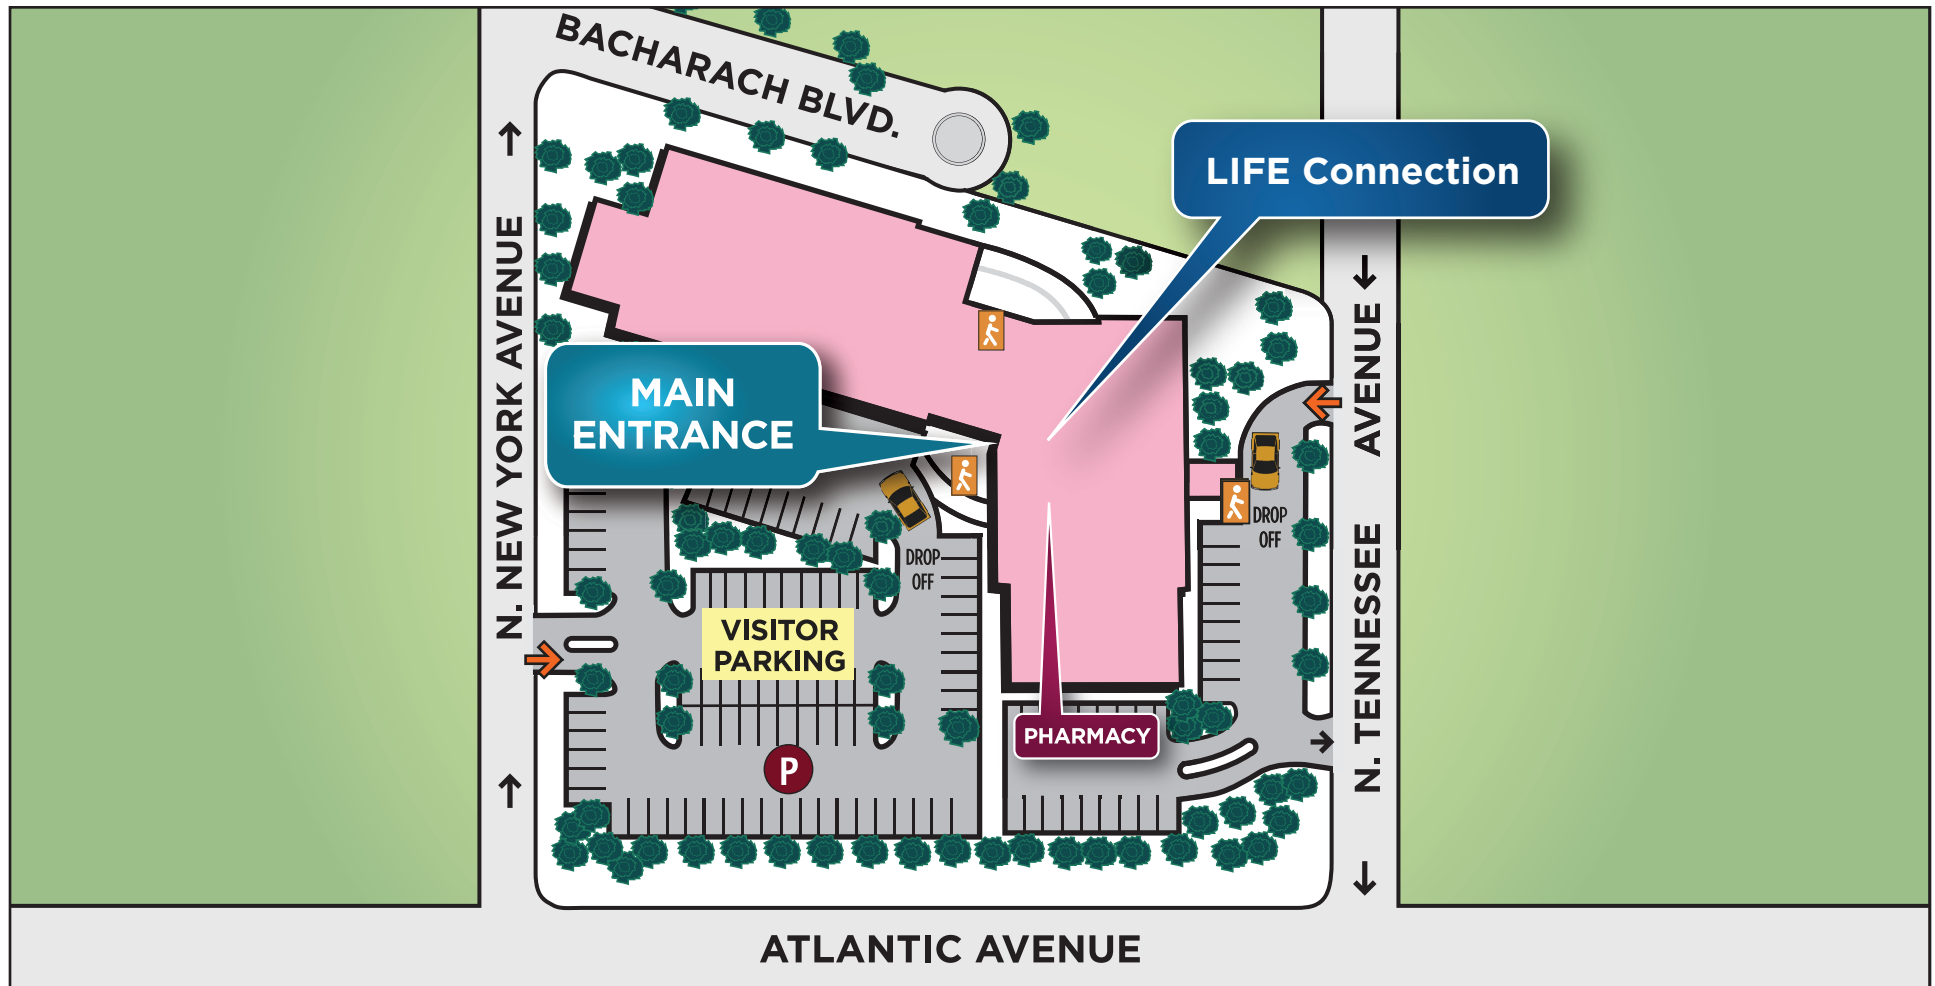 BACHARACH BLVD.
LIFE Connection
N. NEW YORK AVENUE
MAIN
ENTRANCE
N. TENNESSEE AVENUE
DROP
OFF
DROP
OFF
VISITOR
PARKING
PHARMACY
P
ATLANTIC AVENUE